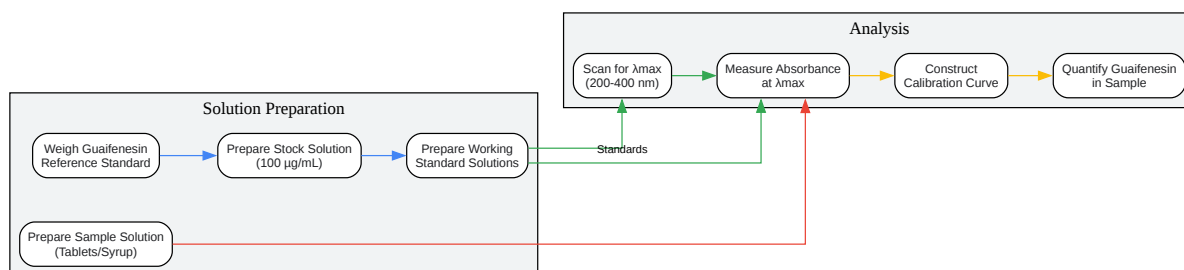 Analysis
Scan for λmax
(200-400 nm)
Measure Absorbance
at λmax
Construct
Calibration Curve
Quantify Guaifenesin
in Sample
Solution Preparation
Weigh Guaifenesin
Reference Standard
Prepare Stock Solution
(100 µg/mL)
Prepare Working
Standard Solutions
Standards
Prepare Sample Solution
(Tablets/Syrup)